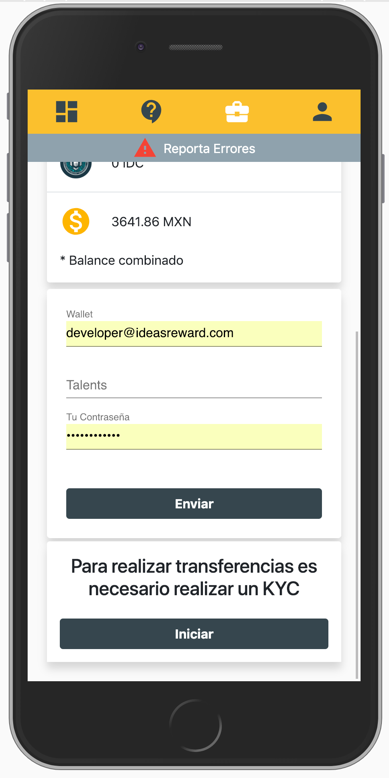 Reporta Errores
0 IDC
3641.86 MXN
* Balance combinado
Wallet
developer@ideasreward.com
Talents
Tu Contraseña
••••••••••••
Enviar
Para realizar transferencias es
necesario realizar un KYC
Iniciar